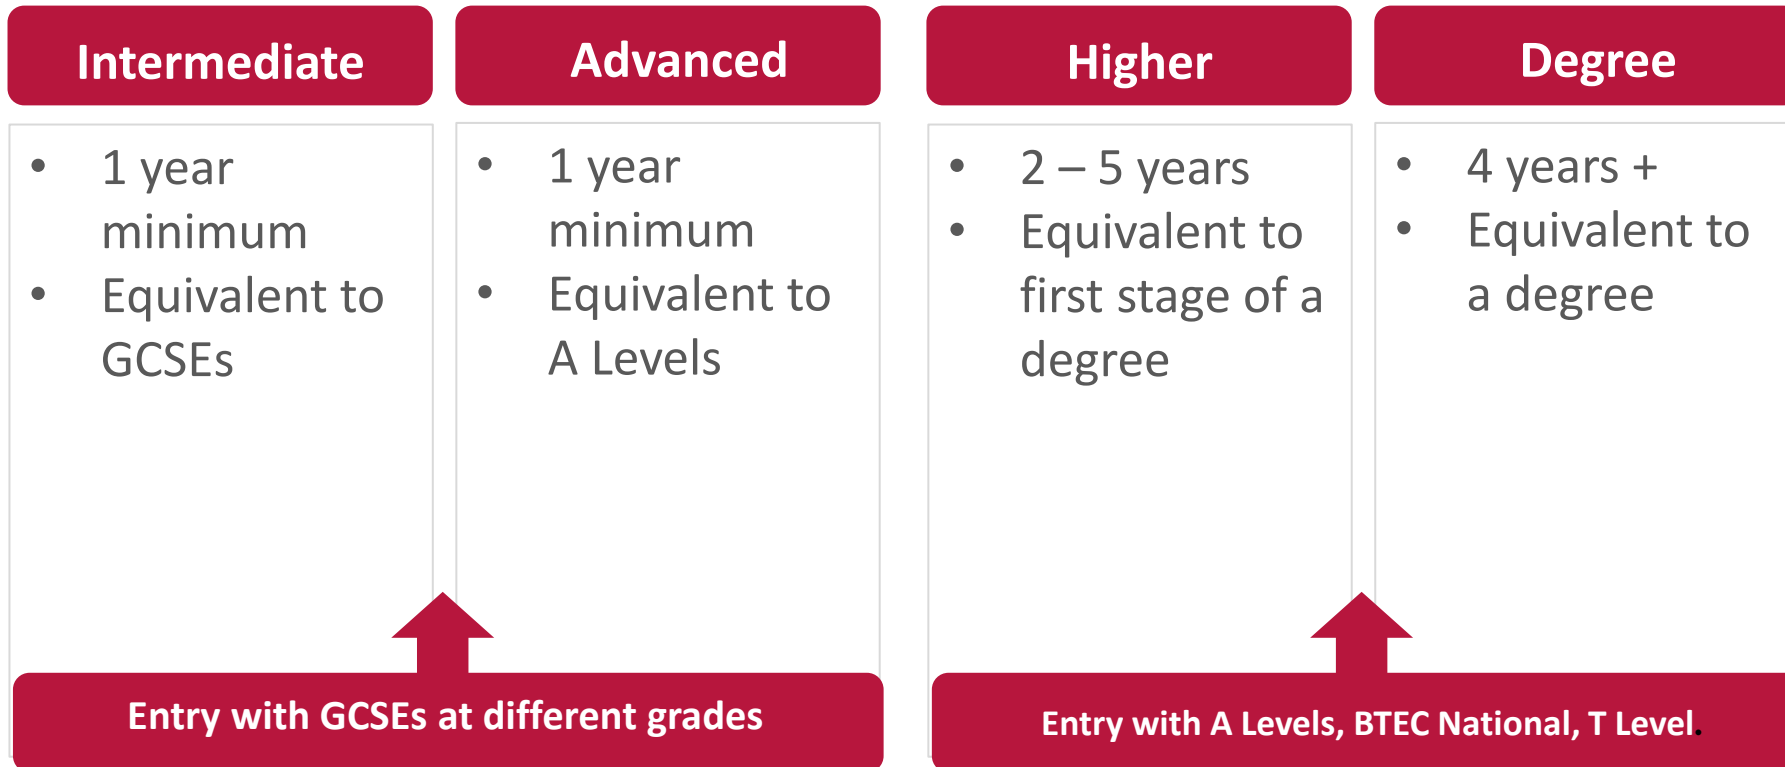 Intermediate
• 1 year
minimum
• Equivalent to
GCSEs
Advanced
• 1 year
minimum
• Equivalent to
A Levels
Entry with GCSEs at different grades
Higher
• 2 – 5 years
• Equivalent to
first stage of a
degree
Degree
• 4 years +
• Equivalent to
a degree
Entry with A Levels, BTEC National, T Level.